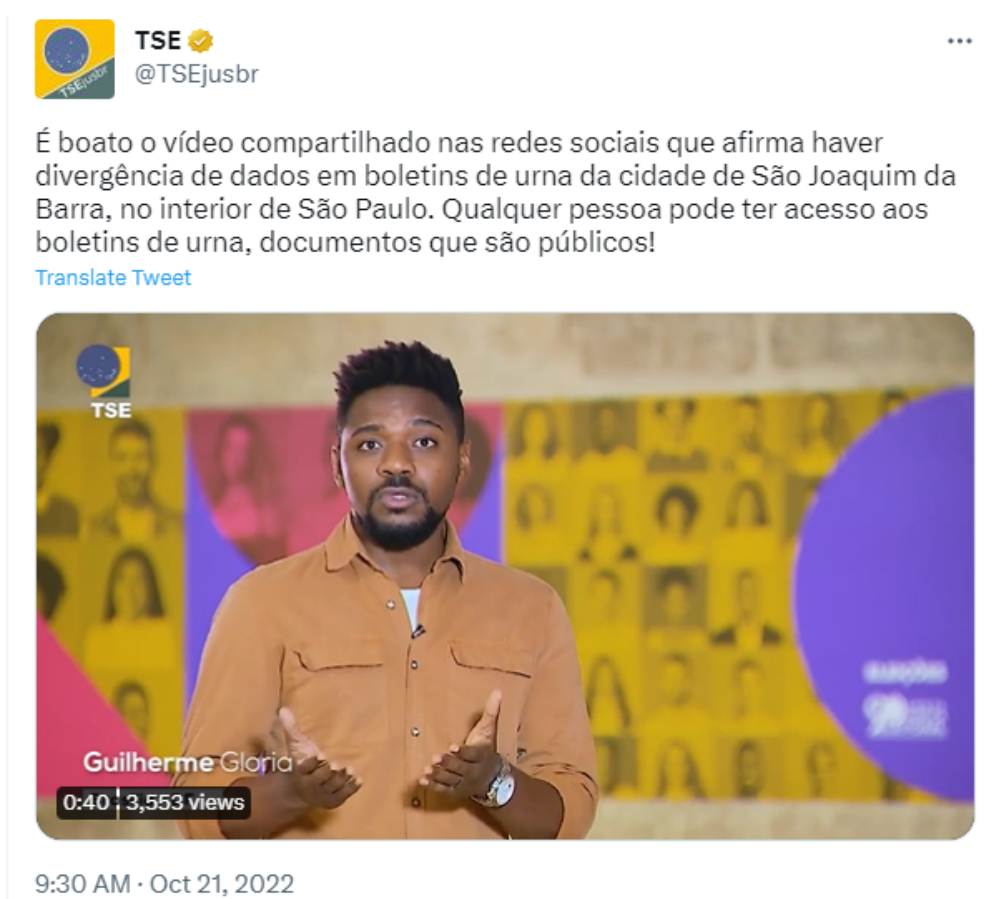 TSE
@TSEjusbr
TSEjusbr
É boato o vídeo compartilhado nas redes sociais que afirma haver
divergência de dados em boletins de urna da cidade de São Joaquim da
Barra, no interior de São Paulo. Qualquer pessoa pode ter acesso aos
boletins de urna, documentos que são públicos!
Translate Tweet
TSE
eleições
Guilherme Gloria
0:40 3,553 views
9:30 AM · Oct 21, 2022